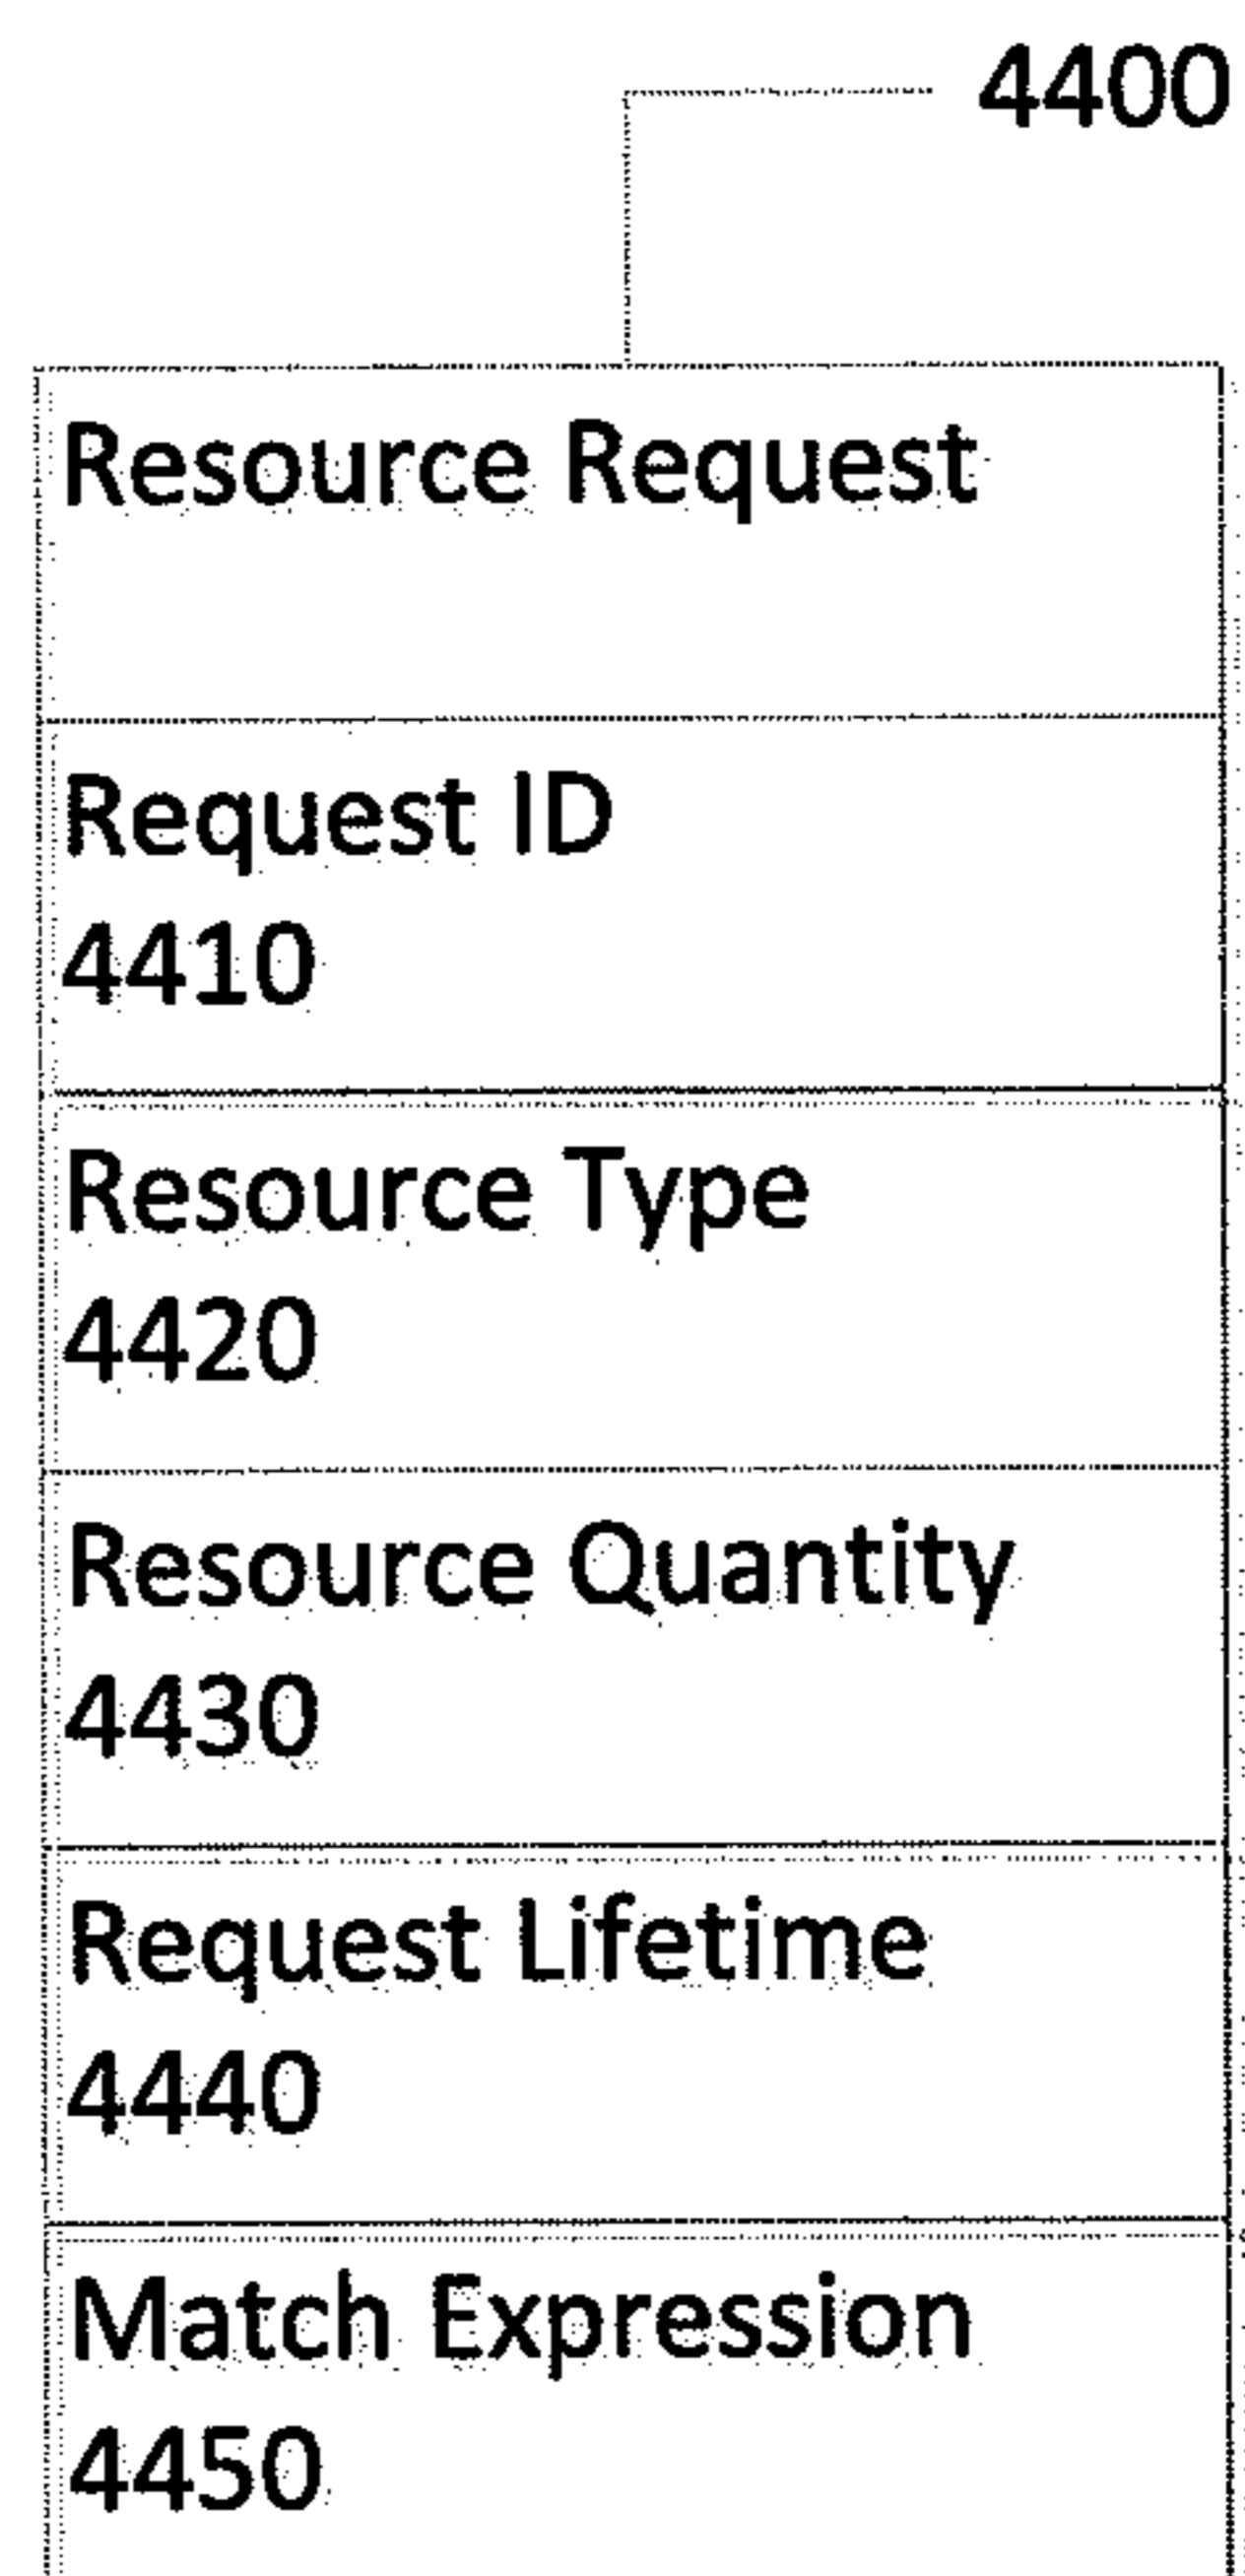 4400
Resource Request
Request ID
4410
Resource Type
4420
Resource Quantity
4430
Request Lifetime
4440
Match Expression
4450